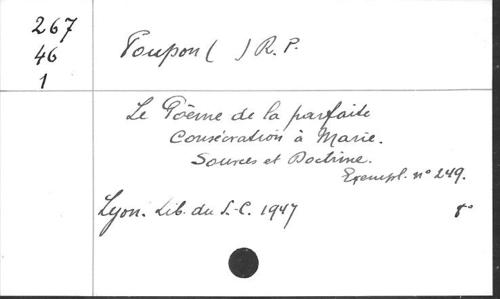 267
46
1
Poupon ( ) R. P.
Le Poème de la parfaite
Consécration à Marie.
Sources et Doctrine.
Exempl. n° 249.
Lyon. Lib. du S.-C. 1947 8°